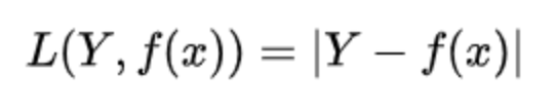 L(Y, f(x)) = |Y − f(x)|